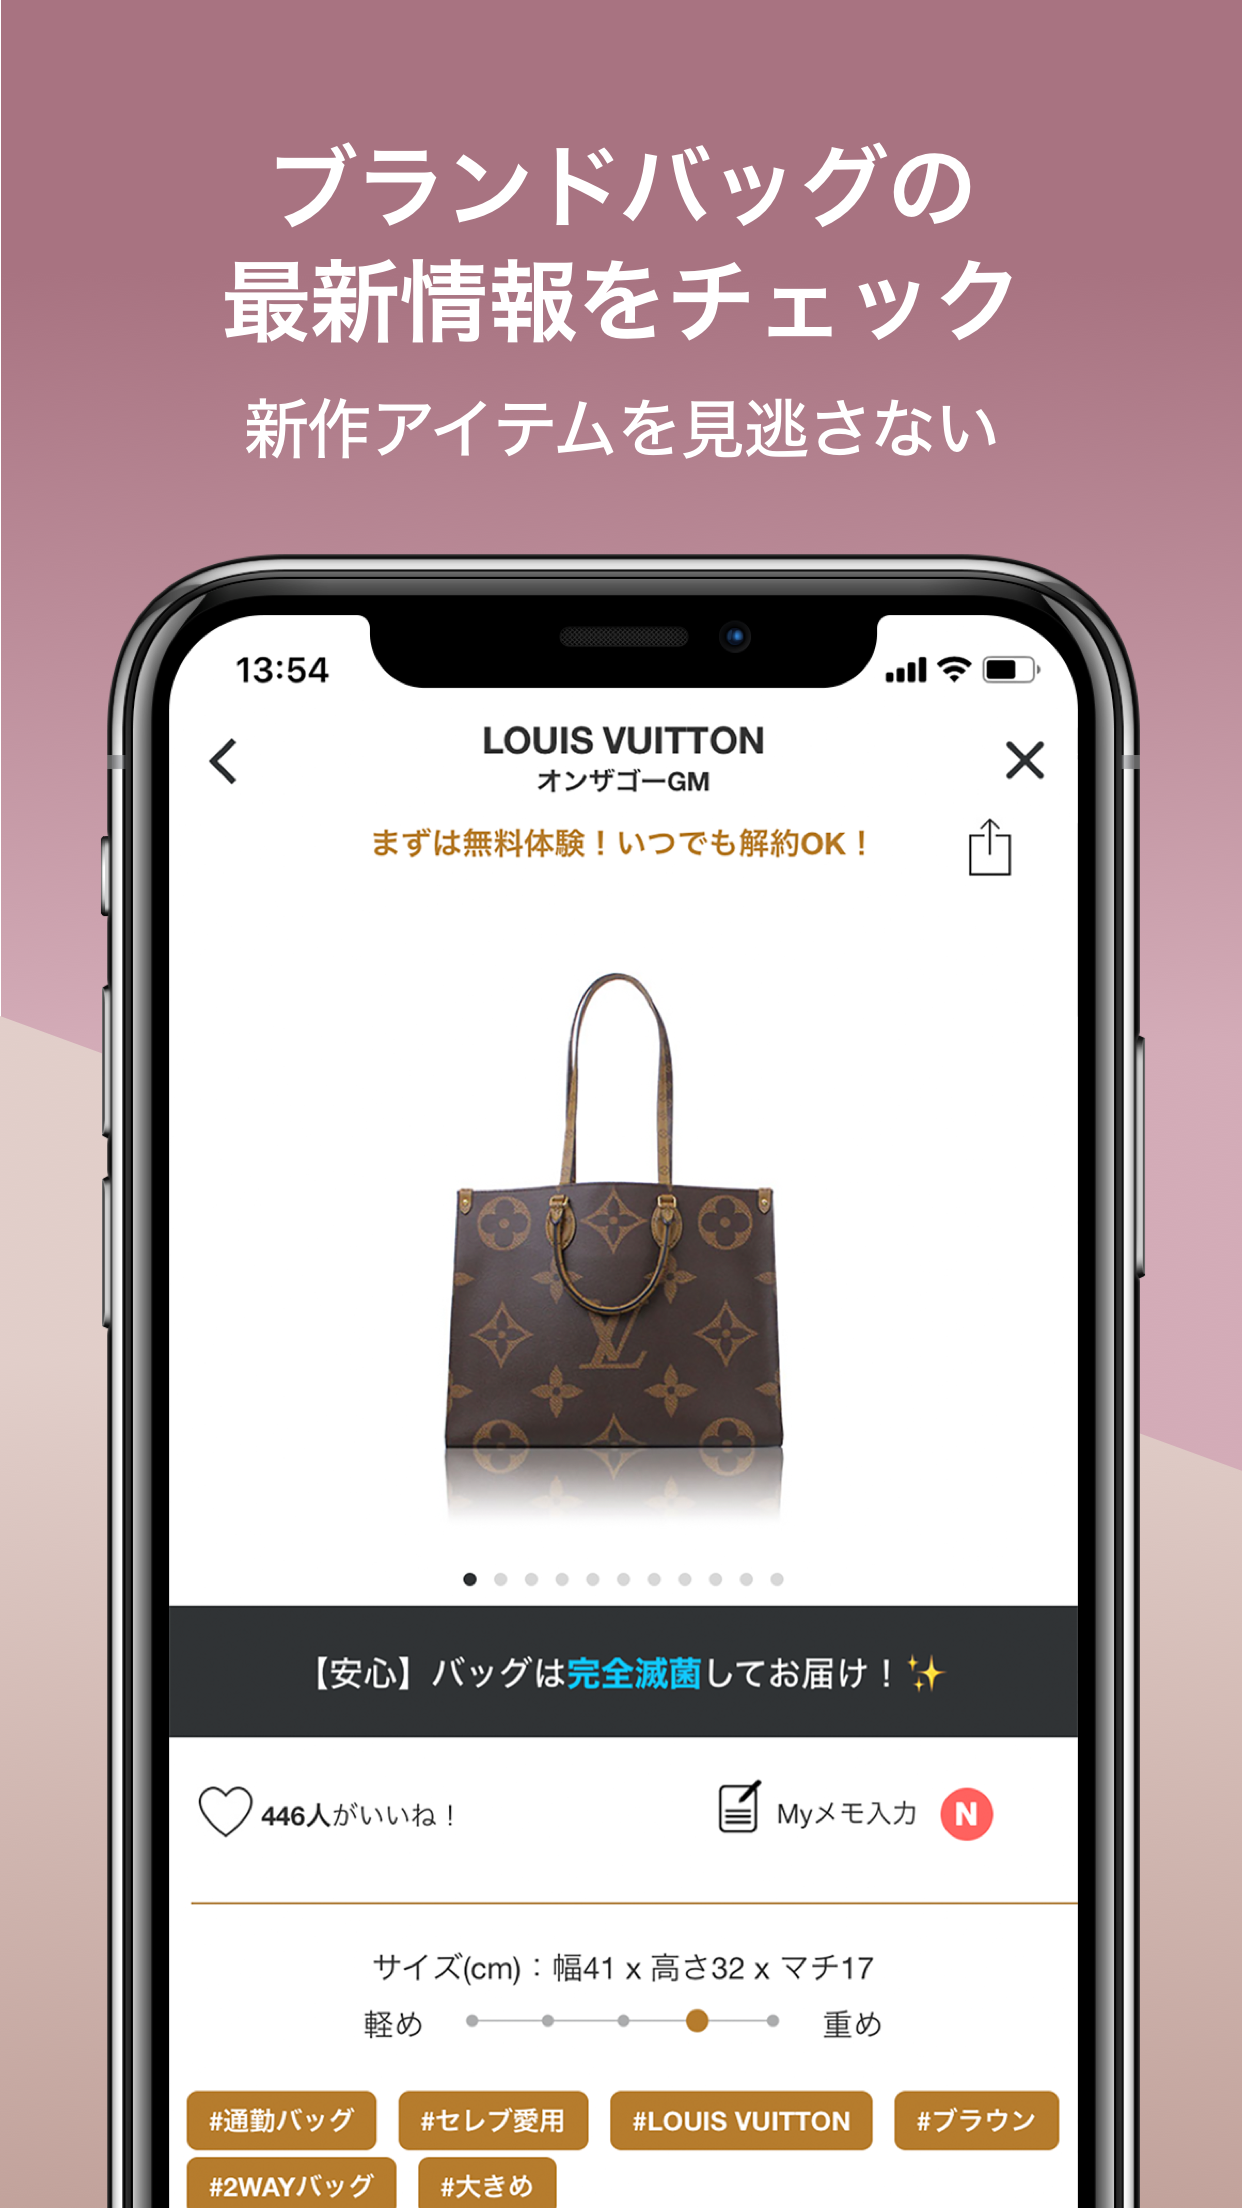 ブランドバッグの
最新情報をチェック
新作アイテムを見逃さない
13:54
LOUIS VUITTON
オンザゴーGM
まずは無料体験！いつでも解約OK！
【安心】バッグは完全滅菌してお届け！✨
446人がいいね！ Myメモ入力 N
サイズ(cm)：幅41 x 高さ32 x マチ17
軽め 重め
#通勤バッグ #セレブ愛用 #LOUIS VUITTON #ブラウン
#2WAYバッグ #大きめ